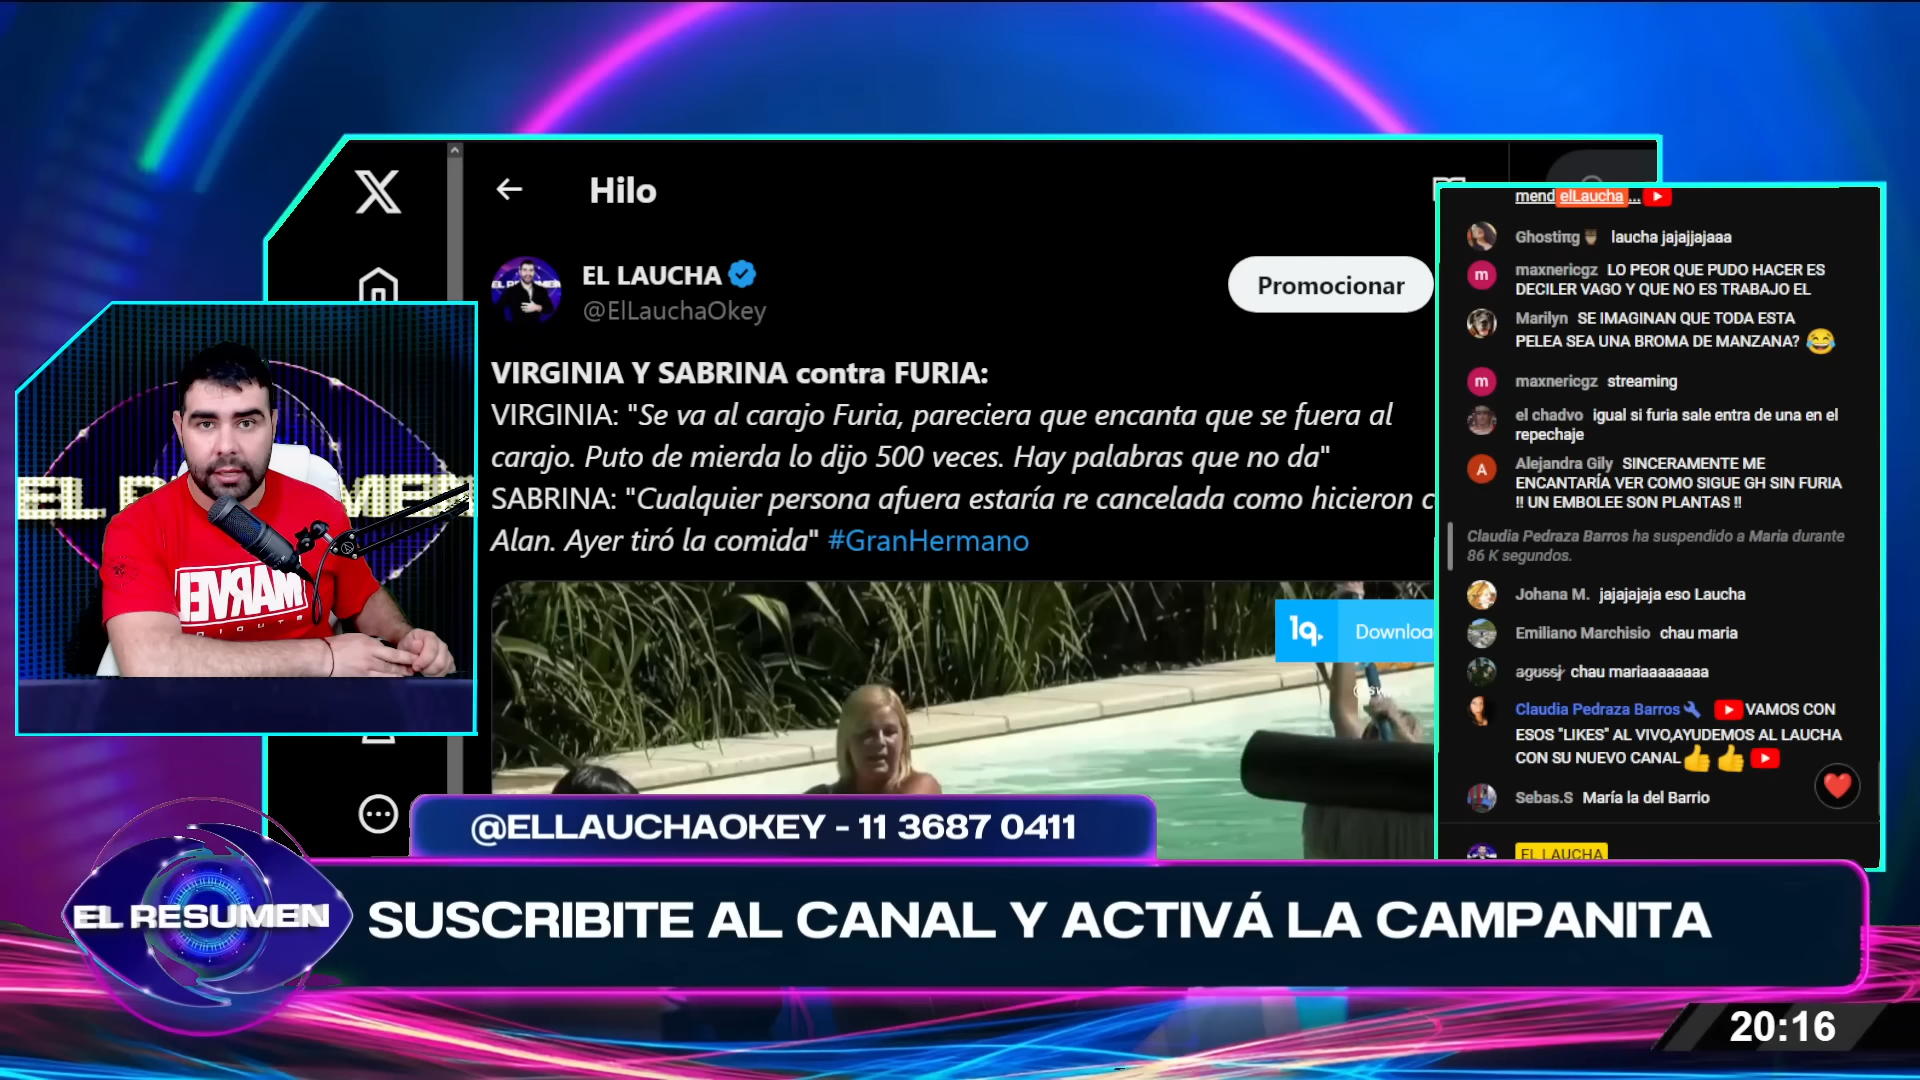 Hilo
EL LAUCHA
@ElLauchaOkey
Promocionar
VIRGINIA Y SABRINA contra FURIA:
VIRGINIA: "Se va al carajo Furia, pareciera que encanta que se fuera al
carajo. Puto de mierda lo dijo 500 veces. Hay palabras que no da"
SABRINA: "Cualquier persona afuera estaría re cancelada como hicieron c
Alan. Ayer tiró la comida" #GranHermano
1q. Downloa
EL RESUMEN
MARVEL
mend elLaucha ...
Ghosting laucha jajajjajaaa
maxnericgz LO PEOR QUE PUDO HACER ES
DECILER VAGO Y QUE NO ES TRABAJO EL
Marilyn SE IMAGINAN QUE TODA ESTA
PELEA SEA UNA BROMA DE MANZANA? 😂
maxnericgz streaming
el chadvo igual si furia sale entra de una en el
repechaje
Alejandra Gily SINCERAMENTE ME
ENCANTARÍA VER COMO SIGUE GH SIN FURIA
!! UN EMBOLEE SON PLANTAS !!
Claudia Pedraza Barros ha suspendido a Maria durante
86 K segundos.
Johana M. jajajajaja eso Laucha
Emiliano Marchisio chau maria
agussj chau mariaaaaaaaa
Claudia Pedraza Barros VAMOS CON
ESOS "LIKES" AL VIVO,AYUDEMOS AL LAUCHA
CON SU NUEVO CANAL 👍 👍
Sebas.S María la del Barrio
EL LAUCHA
@ELLAUCHAOKEY - 11 3687 0411
EL RESUMEN
SUSCRIBITE AL CANAL Y ACTIVÁ LA CAMPANITA
20:16